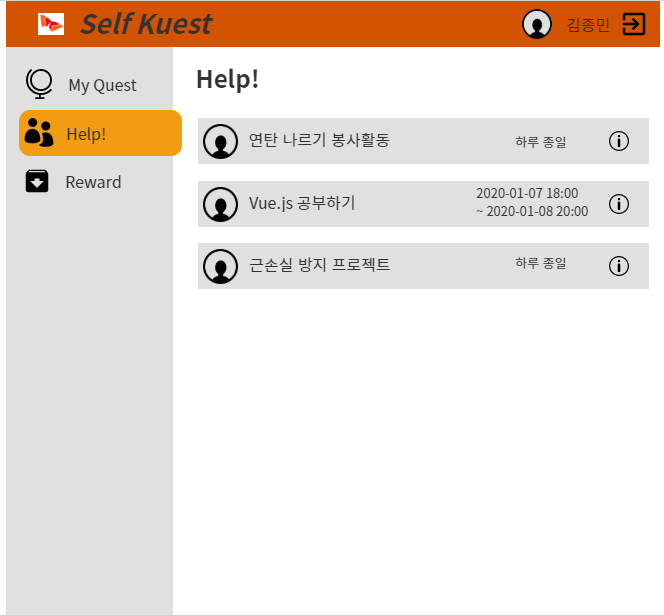 Self Kuest
김종민
My Quest
Help!
Reward
Help!
연탄 나르기 봉사활동
하루 종일
Vue.js 공부하기
2020-01-07 18:00
~ 2020-01-08 20:00
근손실 방지 프로젝트
하루 종일